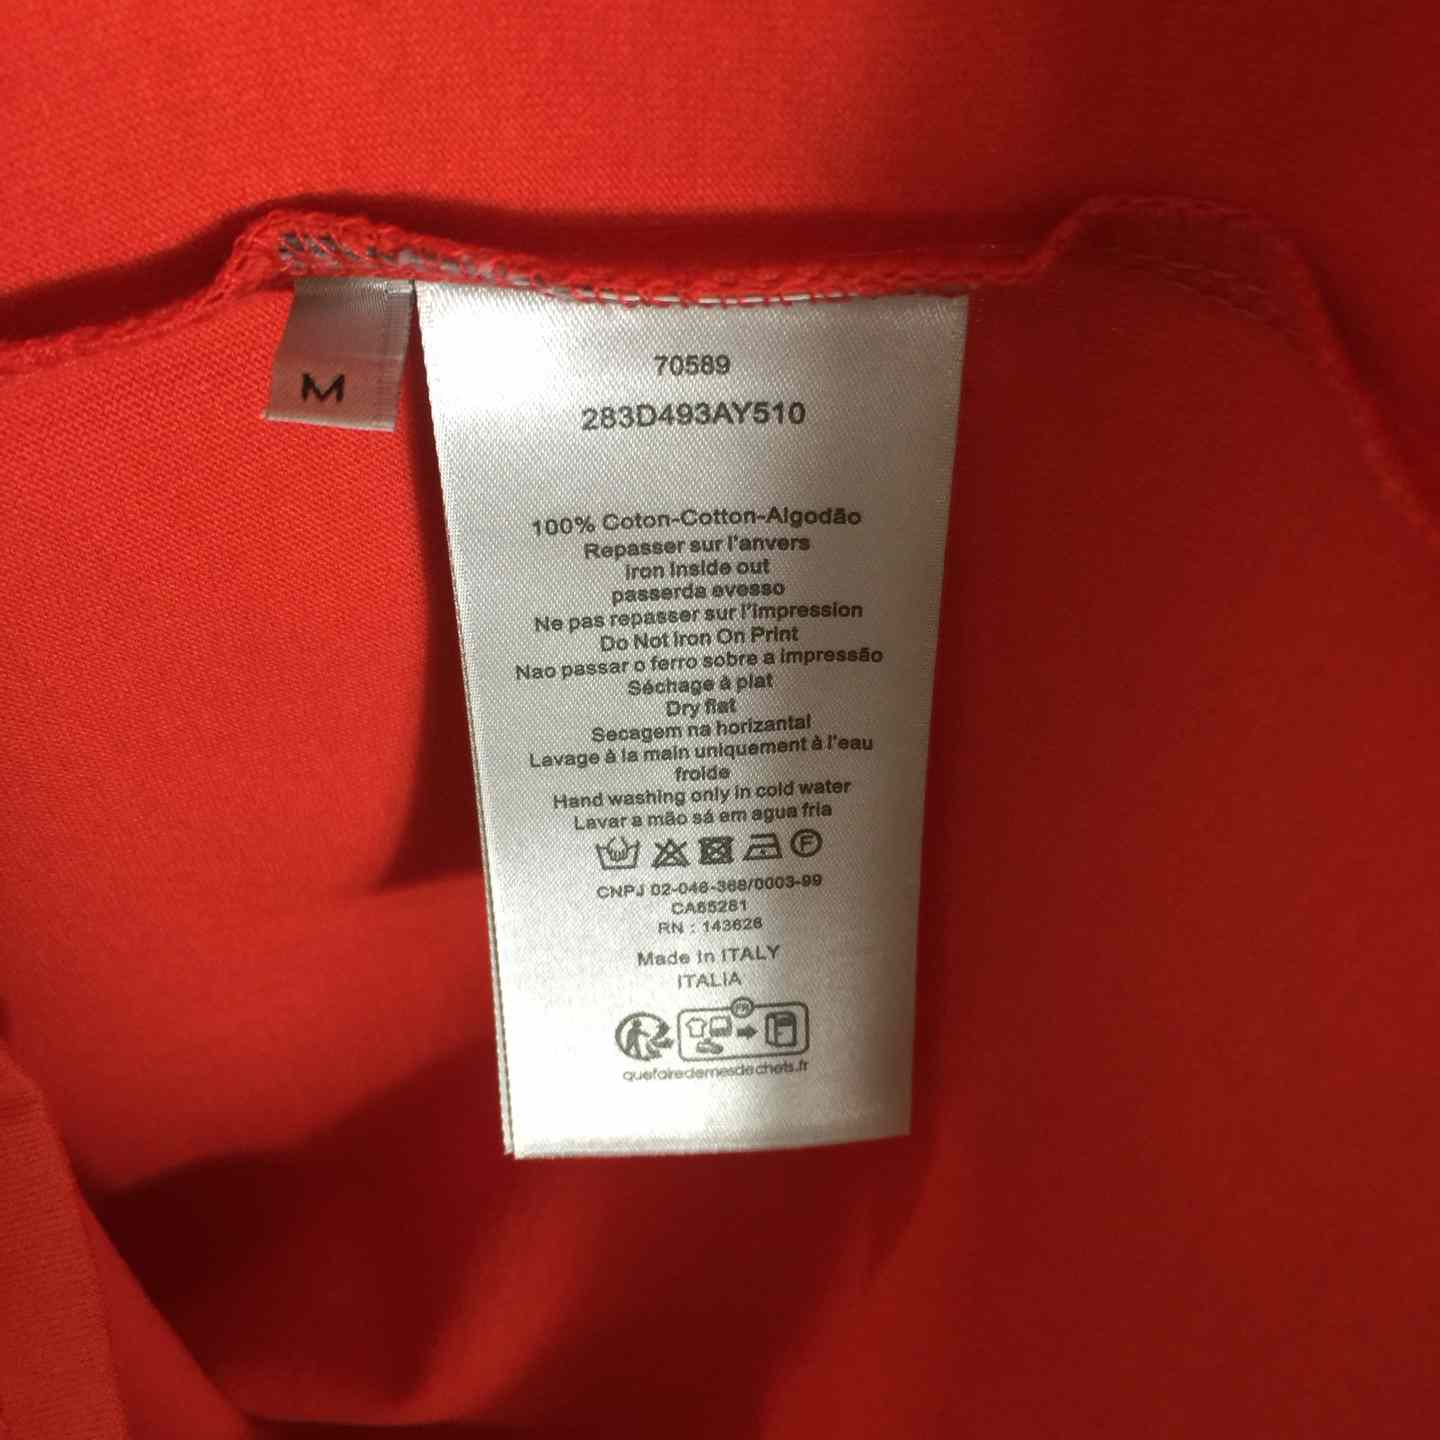 M
70589
283D493AY510
100% Coton-Cotton-Algodão
Repasser sur l'anvers
Iron Inside out
passerda evesso
Ne pas repasser sur l'impression
Do Not Iron On Print
Nao passar o ferro sobre a impressão
Séchage à plat
Dry flat
Secagem na horizantal
Lavage à la main uniquement à l'eau
froide
Hand washing only in cold water
Lavar a mão sá em agua fria
F
CNPJ 02-046-368/0003-99
CA65281
RN : 143626
Made in ITALY
ITALIA
FR
quefairedemesdechets.fr